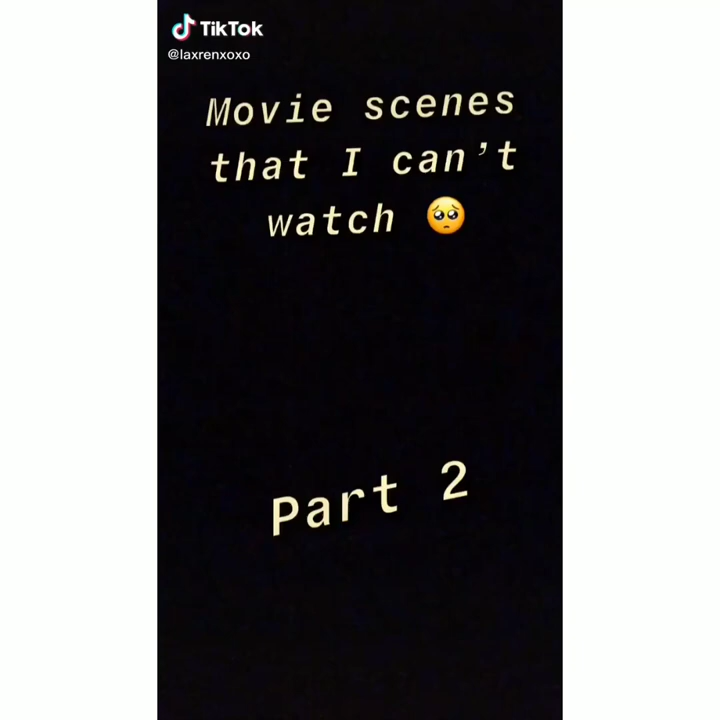 TikTok
@laxrenxoxo
Movie scenes
that I can't
watch 🥺
Part 2